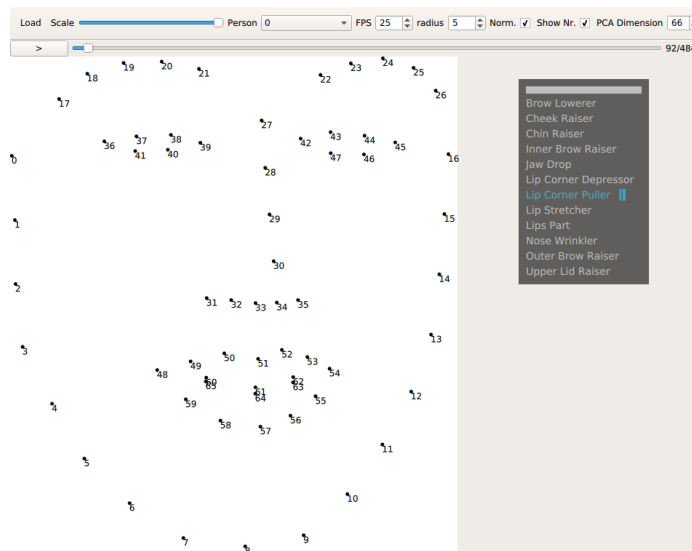 Load Scale Person 0 FPS 25 radius 5 Norm. Show Nr. PCA Dimension 66
> 92/484
18 19 20 21 22 23 24 25
17 26
27
36 37 38 39 42 43 44 45
0 41 40 47 46 16
28
1 29 15
30
2 14
31 32 33 34 35
3 13
50 51 52 53
48 49 54
62
61 63
4 59 64 55 12
58 57 56
5 11
6 10
7 9
Brow Lowerer
Cheek Raiser
Chin Raiser
Inner Brow Raiser
Jaw Drop
Lip Corner Depressor
Lip Corner Puller
Lip Stretcher
Lips Part
Nose Wrinkler
Outer Brow Raiser
Upper Lid Raiser